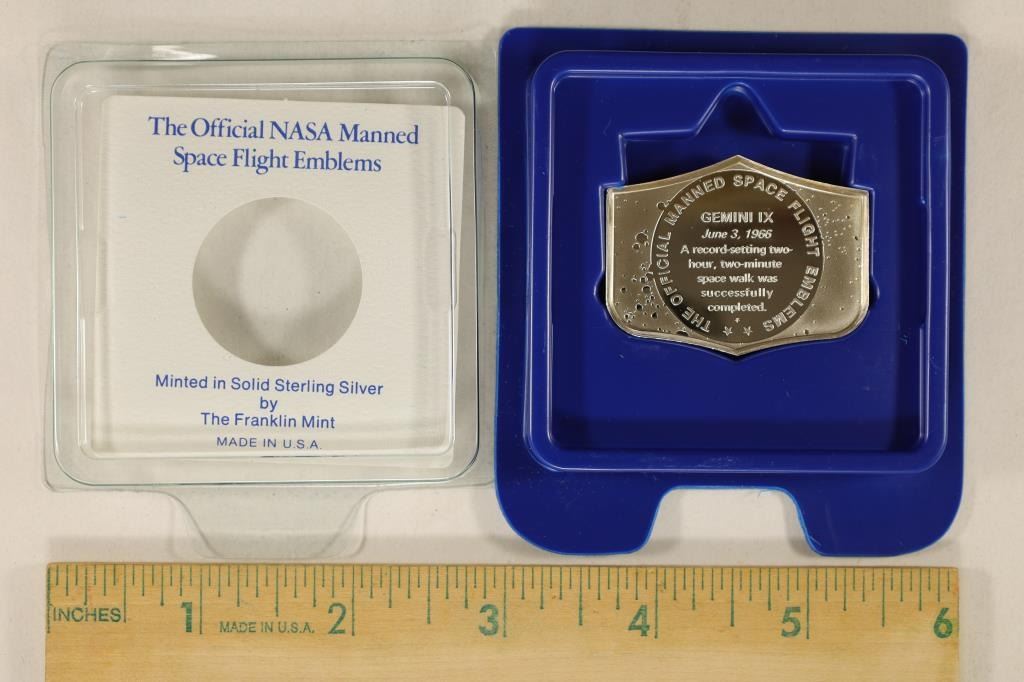 The Official NASA Manned
Space Flight Emblems
Minted in Solid Sterling Silver
by
The Franklin Mint
MADE IN U.S.A.
THE OFFICIAL MANNED SPACE FLIGHT EMBLEMS
GEMINI IX
June 3, 1966
A record-setting two-
hour, two-minute
space walk was
successfully
completed.
INCHES 1 MADE IN U.S.A. 2 3 4 5 6